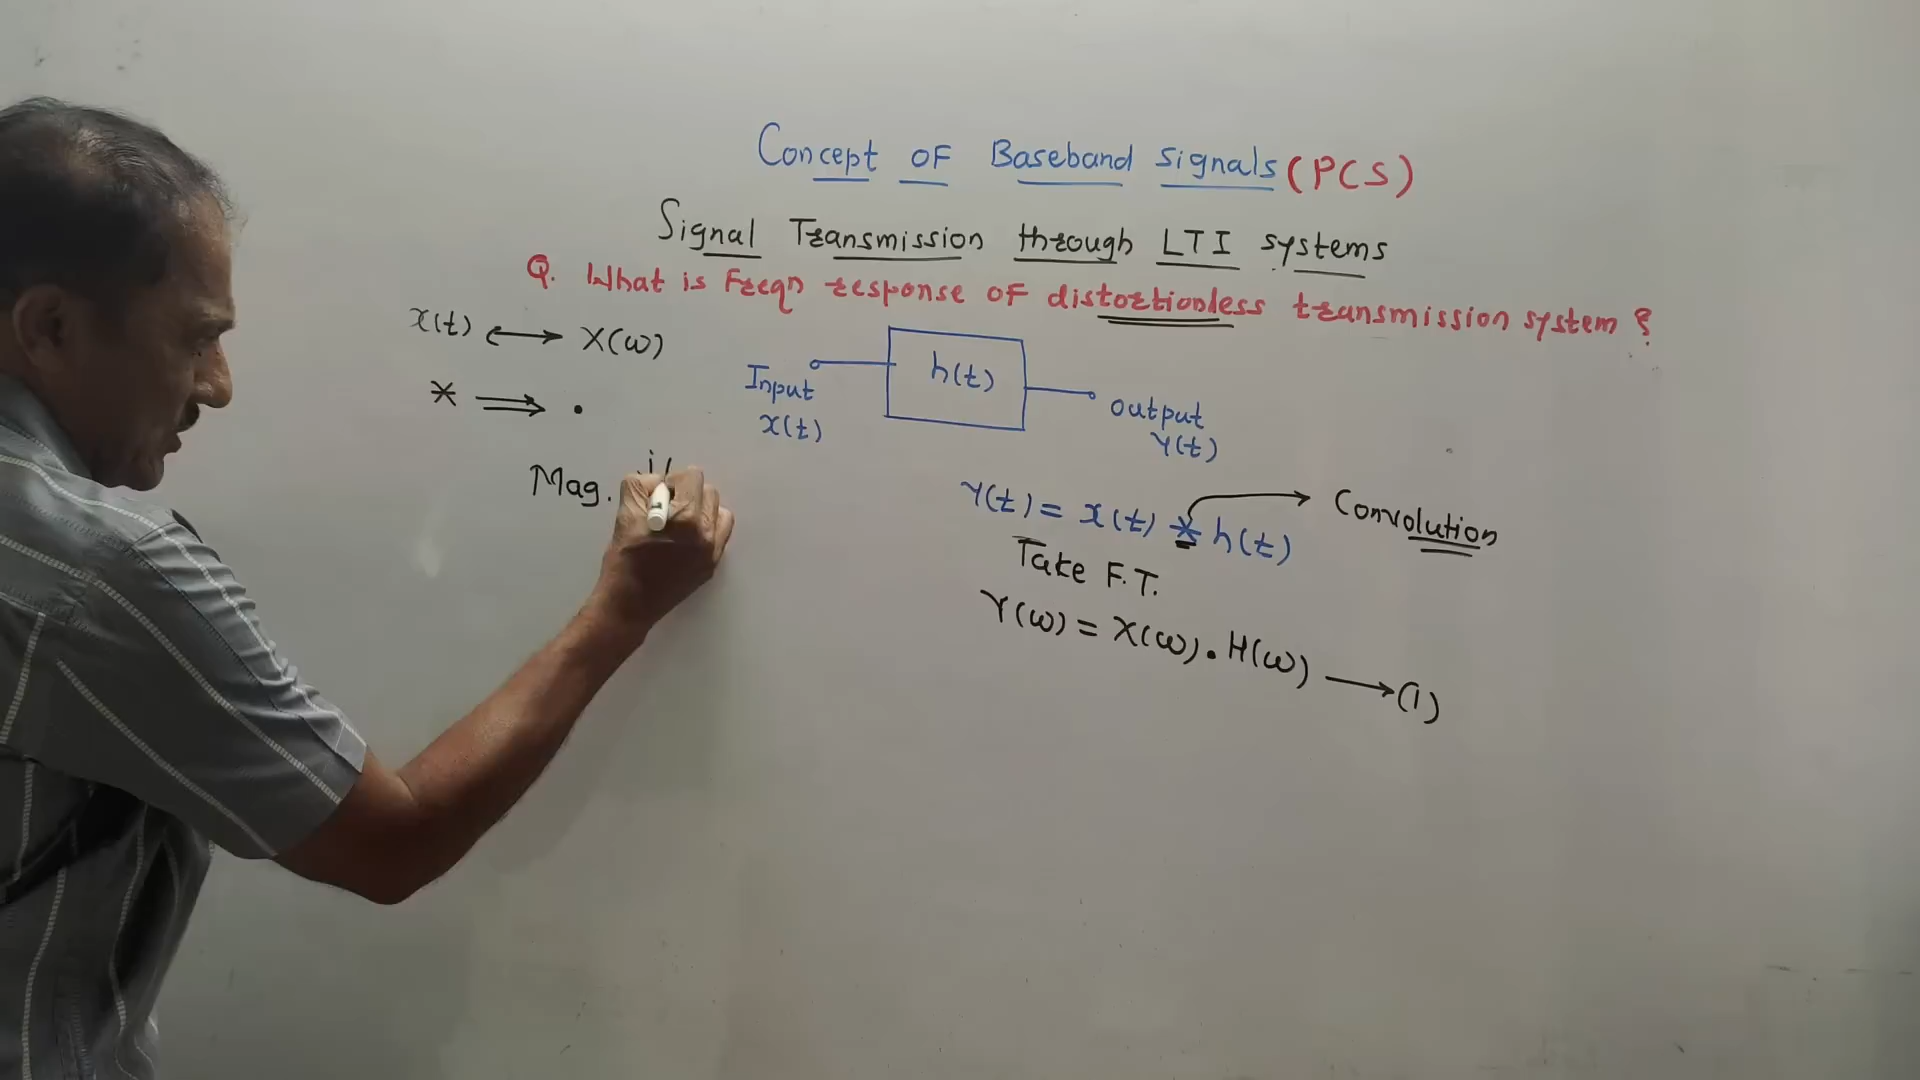 Concept of Baseband Signals (PCS)
Signal Transmission through LTI systems
Q. What is Freqn response of distortionless transmission system ?
x(t) ⟷ X(ω)
* ⟹ .
Input
x(t)
h(t)
output
Y(t)
Mag.
Y(t) = x(t) * h(t) → Convolution
Take F.T.
Y(ω) = X(ω) . H(ω) → (1)